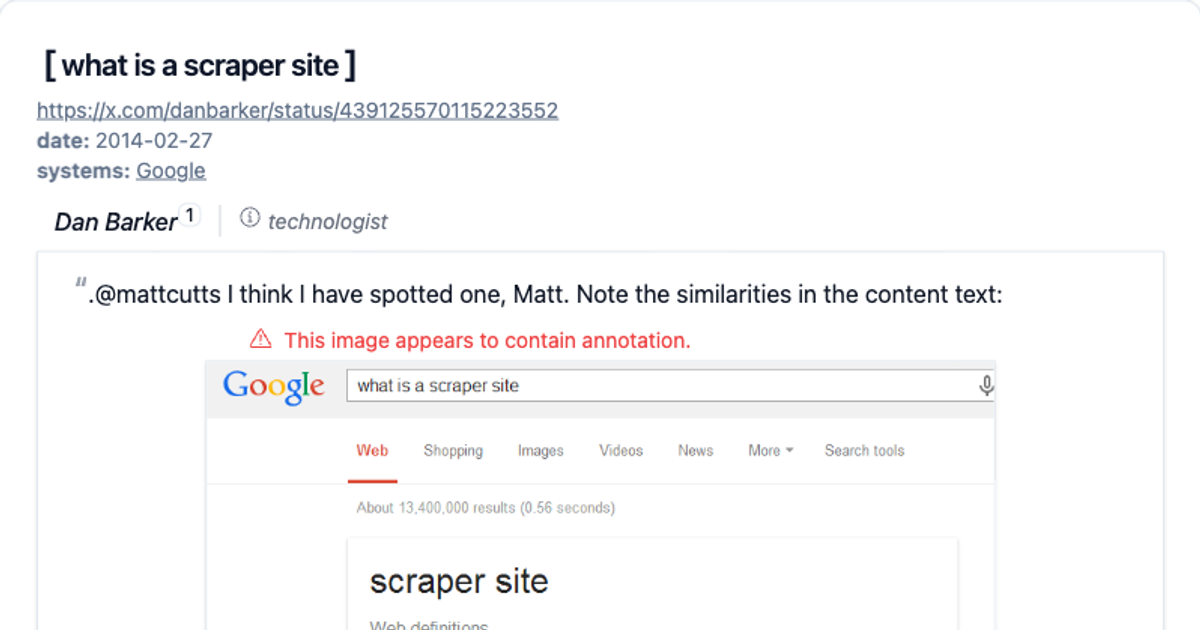 [ what is a scraper site ]
https://x.com/danbarker/status/439125570115223552
date: 2014-02-27
systems: Google
Dan Barker 1 technologist
“.@mattcutts I think I have spotted one, Matt. Note the similarities in the content text:
This image appears to contain annotation.
Google what is a scraper site
Web Shopping Images Videos News More Search tools
About 13,400,000 results (0.56 seconds)
scraper site
Web definitions